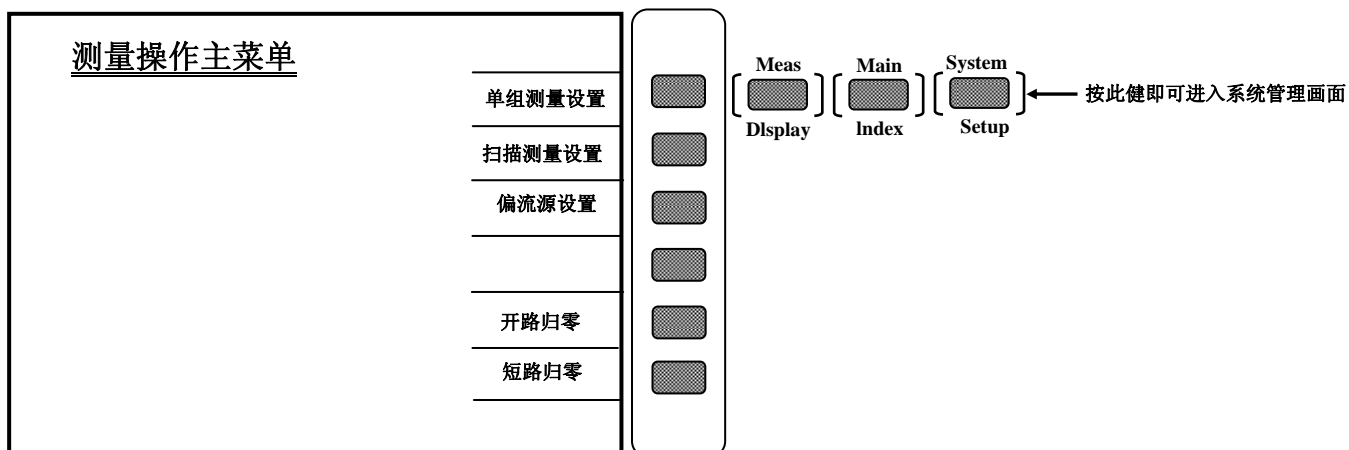 测量操作主菜单
单组测量设置
扫描测量设置
偏流源设置
开路归零
短路归零
Meas
Dlsplay
Main
lndex
System
Setup
按此健即可进入系统管理画面